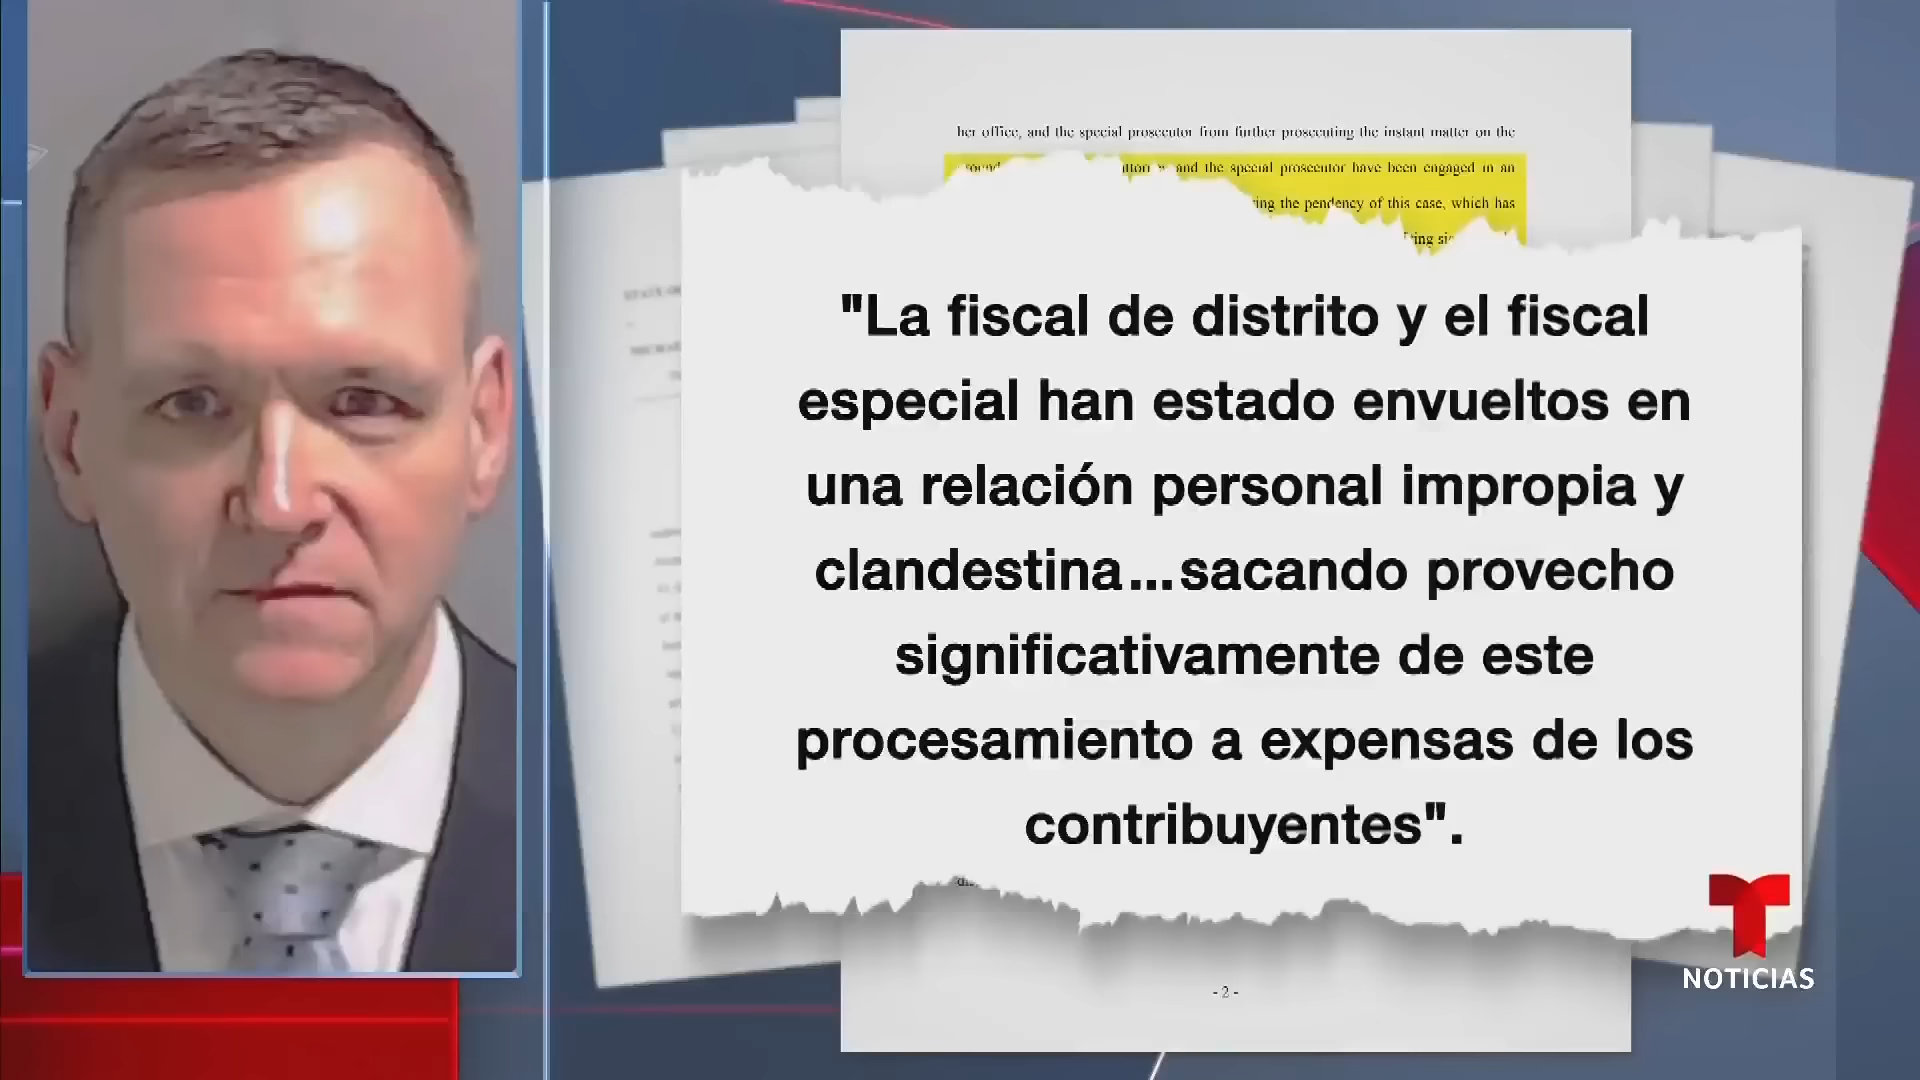 her office, and the special prosecutor from further prosecuting the instant matter on the
and the special prosecutor have been engaged in an
the pendency of this case, which has
"La fiscal de distrito y el fiscal
especial han estado envueltos en
una relación personal impropia y
clandestina...sacando provecho
significativamente de este
procesamiento a expensas de los
contribuyentes".
- 2 -
NOTICIAS